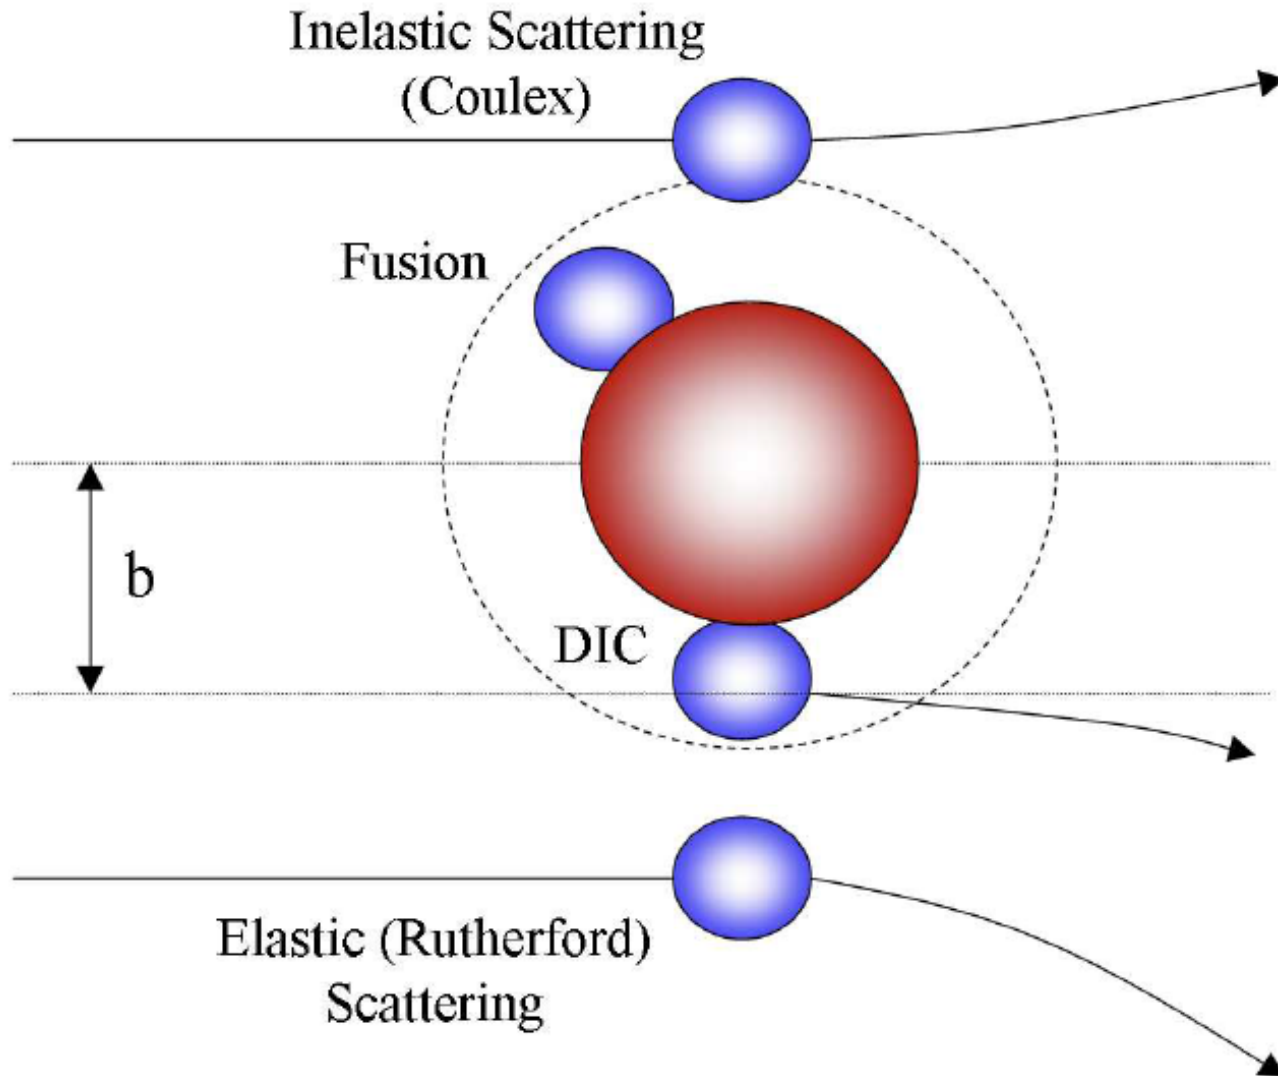 Inelastic Scattering
(Coulex)
Fusion
b
DIC
Elastic (Rutherford)
Scattering